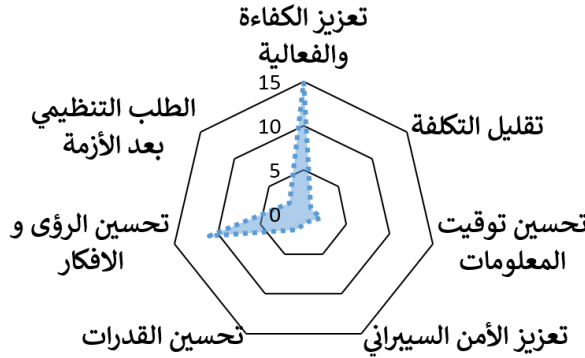 تعزيز الكفاءة
والفعالية
15
10
5
0
تقليل التكلفة
تحسين توقيت
المعلومات
تعزيز الأمن السيبراني
تحسين القدرات
تحسين الرؤى و
الافكار
الطلب التنظيمي
بعد الأزمة